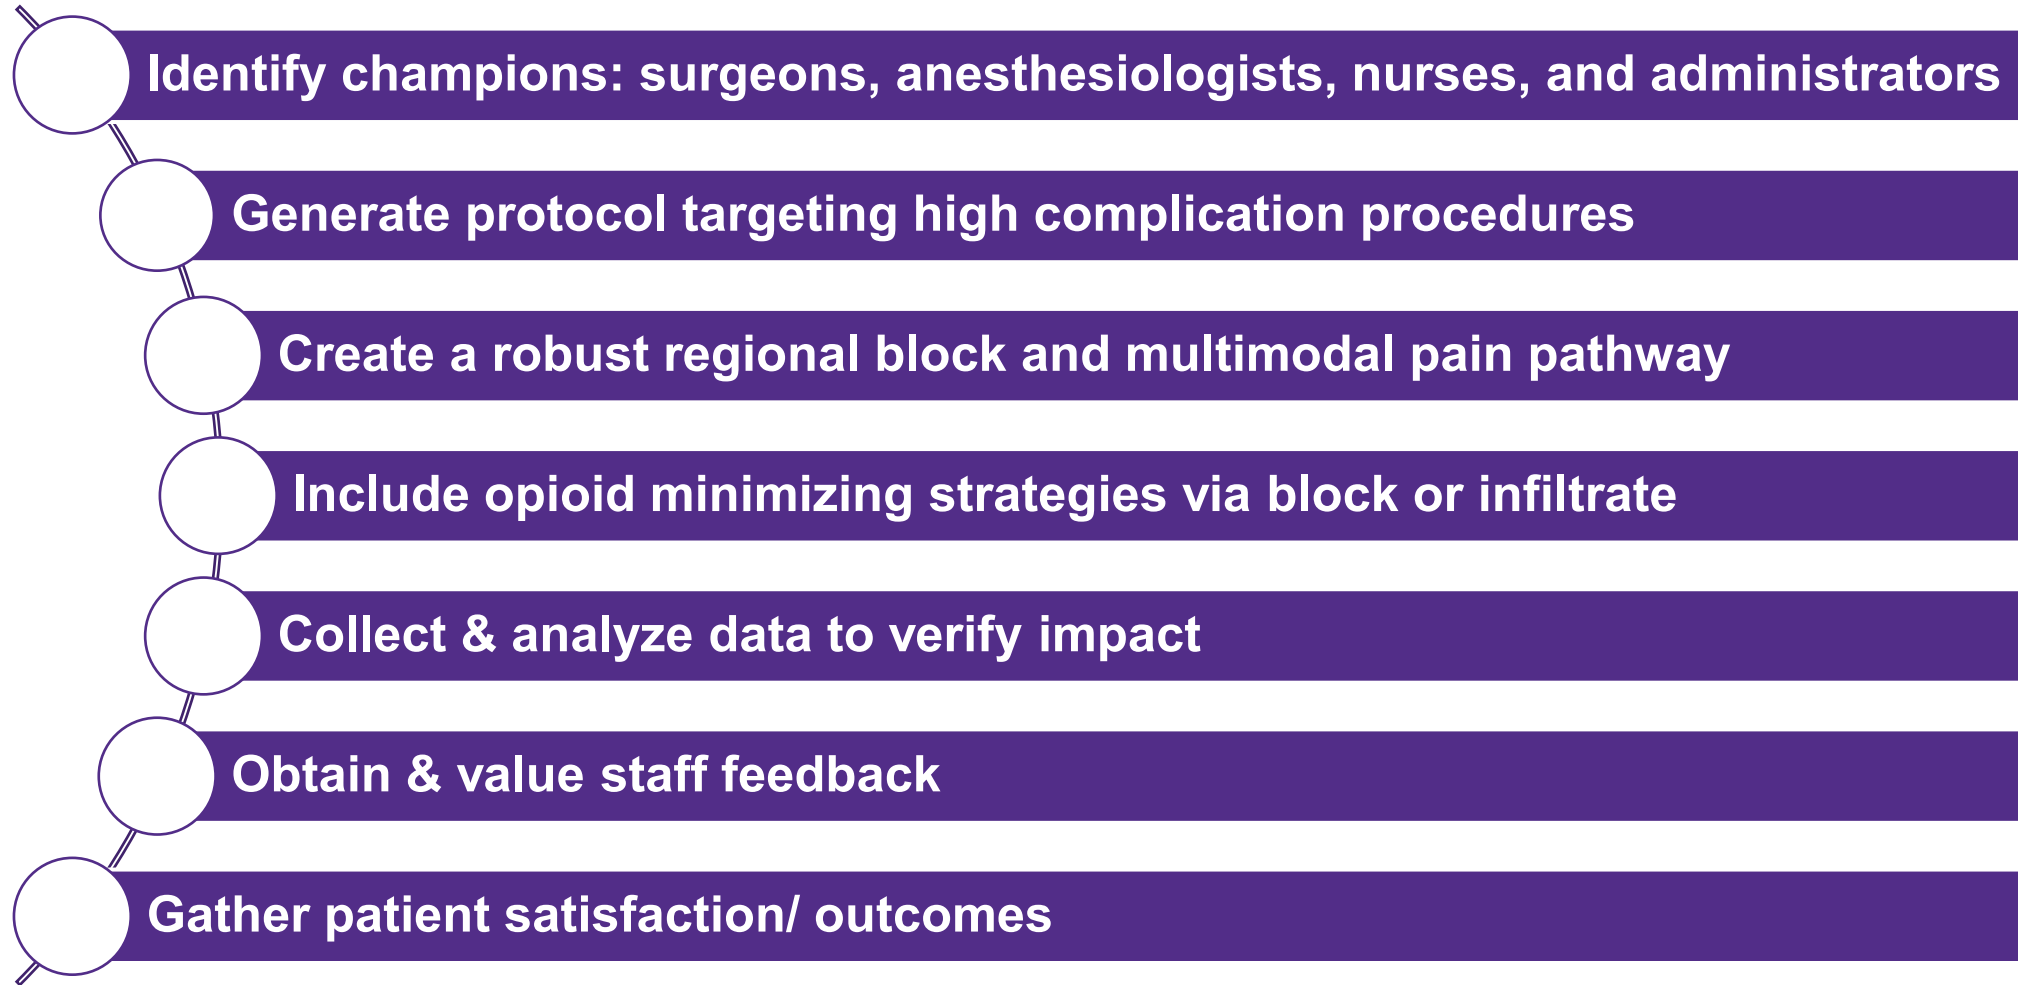 Identify champions: surgeons, anesthesiologists, nurses, and administrators
Generate protocol targeting high complication procedures
Create a robust regional block and multimodal pain pathway
Include opioid minimizing strategies via block or infiltrate
Collect & analyze data to verify impact
Obtain & value staff feedback
Gather patient satisfaction/ outcomes